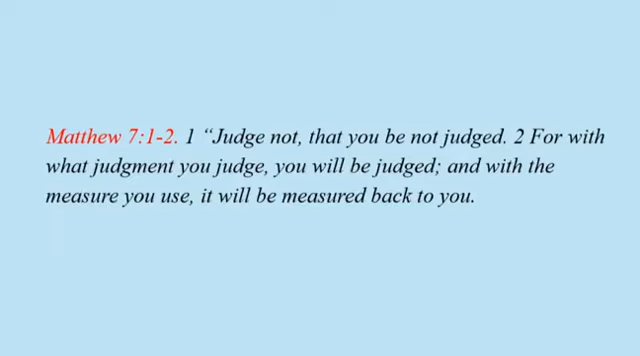 Matthew 7:1-2. 1 “Judge not, that you be not judged. 2 For with
what judgment you judge, you will be judged; and with the
measure you use, it will be measured back to you.